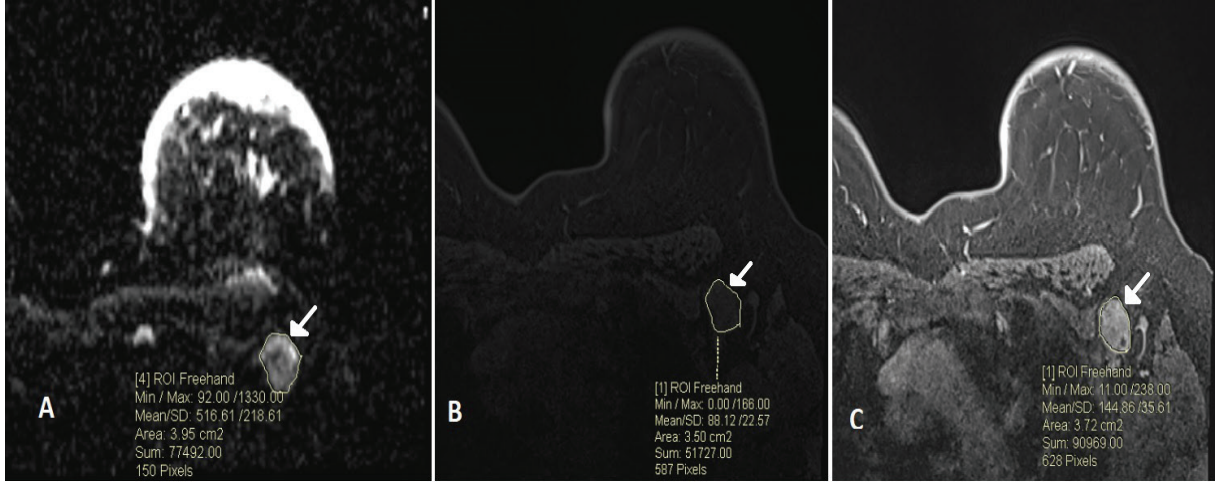 [4] ROI Freehand
Min / Max: 92.00 /1330.00
Mean/SD: 516.61 /218.61
Area: 3.95 cm2
Sum: 77492.00
150 Pixels
A
[1] ROI Freehand
Min / Max: 0.00 /166.00
Mean/SD: 88.12 /22.57
Area: 3.50 cm2
Sum: 51727.00
587 Pixels
B
[1] ROI Freehand
Min / Max: 11.00 /238.00
Mean/SD: 144.86 /35.61
Area: 3.72 cm2
Sum: 90969.00
628 Pixels
C